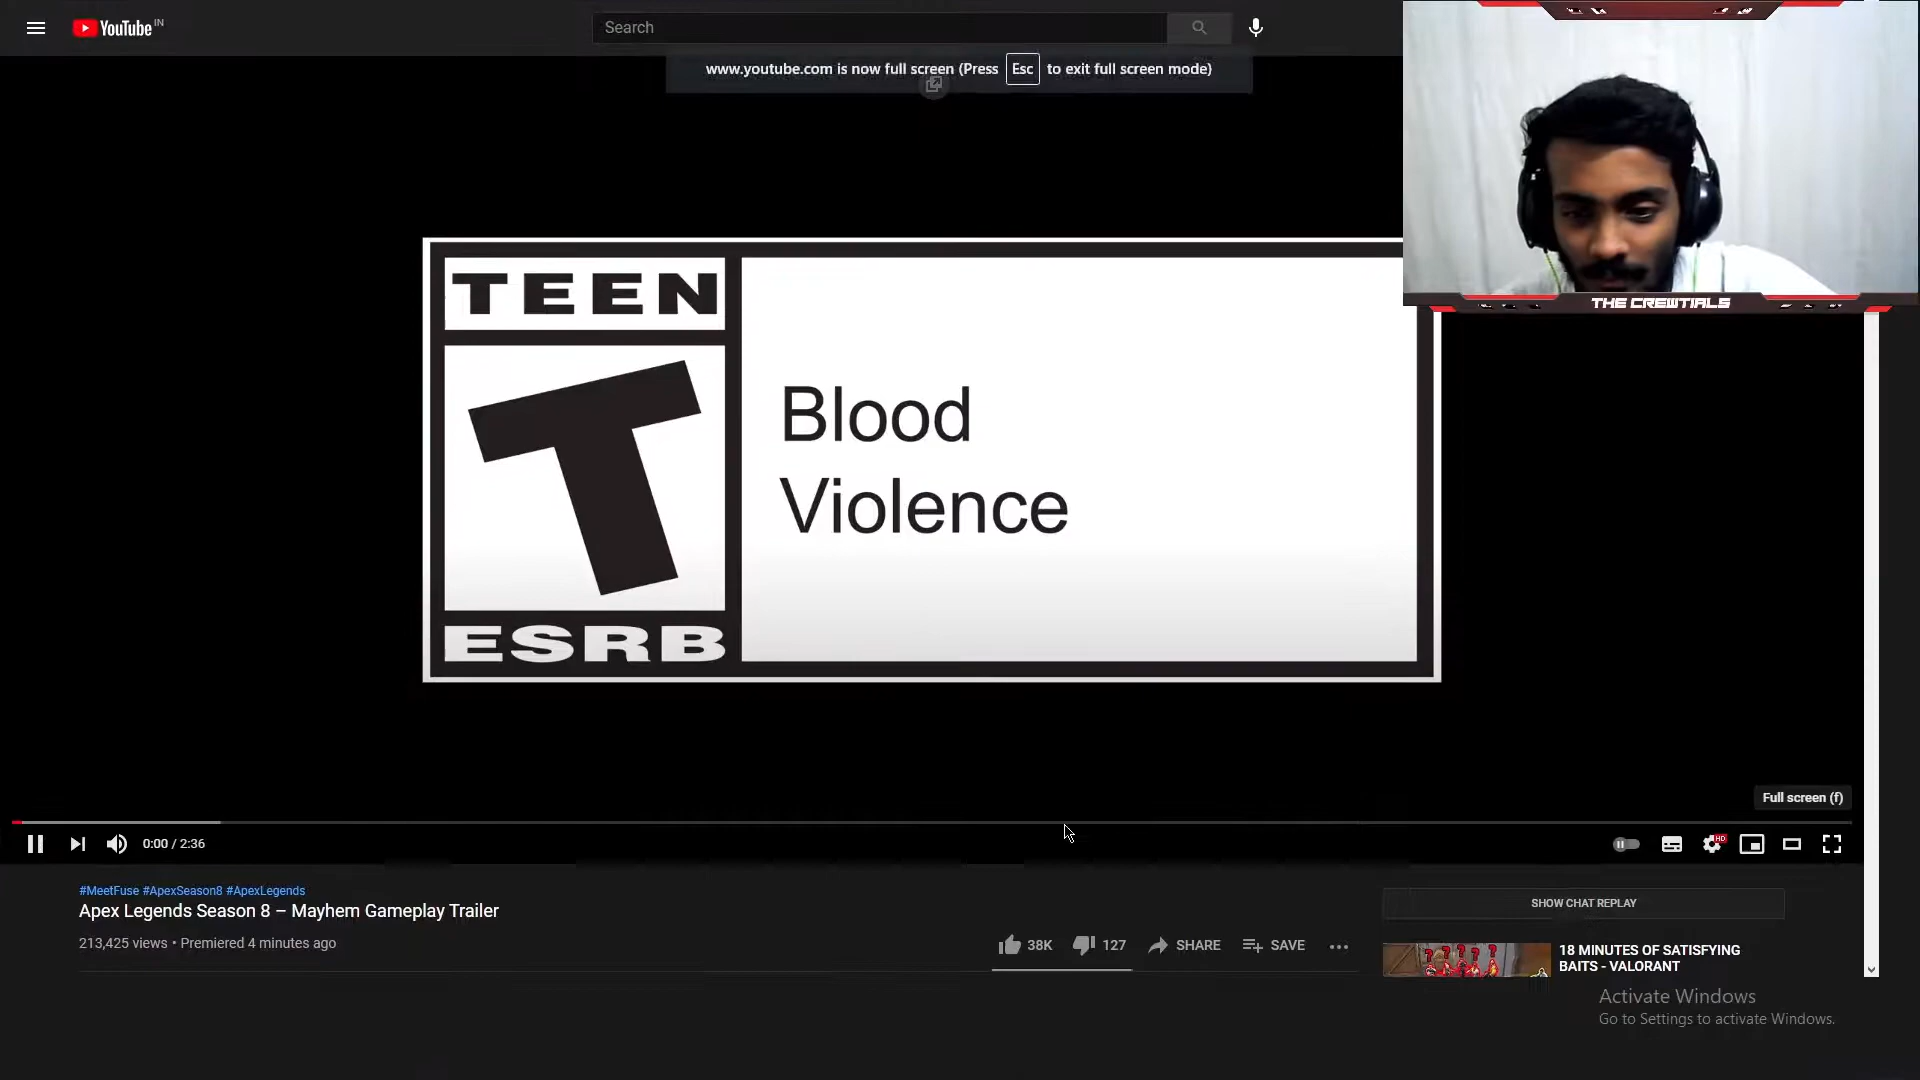 YouTube IN
Search
www.youtube.com is now full screen (Press Esc to exit full screen mode)
THE CREWTIALS
TEEN
T
ESRB
Blood
Violence
Full screen (f)
0:00 / 2:36
HD
#MeetFuse #ApexSeason8 #ApexLegends
Apex Legends Season 8 – Mayhem Gameplay Trailer
213,425 views • Premiered 4 minutes ago
38K
127
SHARE
SAVE
SHOW CHAT REPLAY
18 MINUTES OF SATISFYING
BAITS - VALORANT
Activate Windows
Go to Settings to activate Windows.